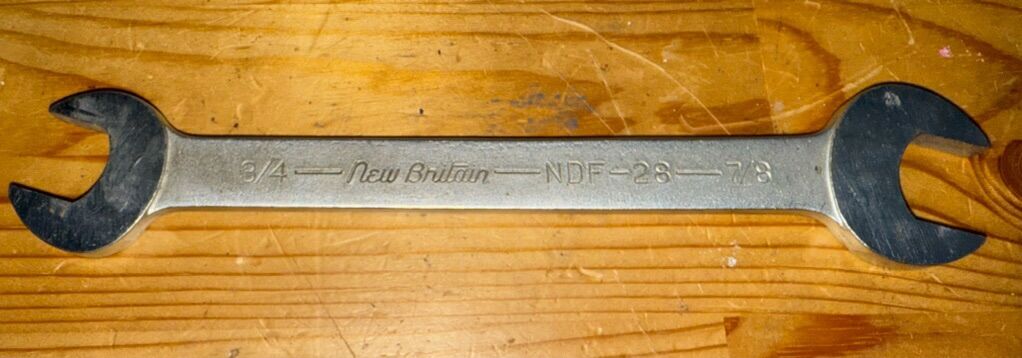 3/4 — New Britain — NDF-28 — 7/8